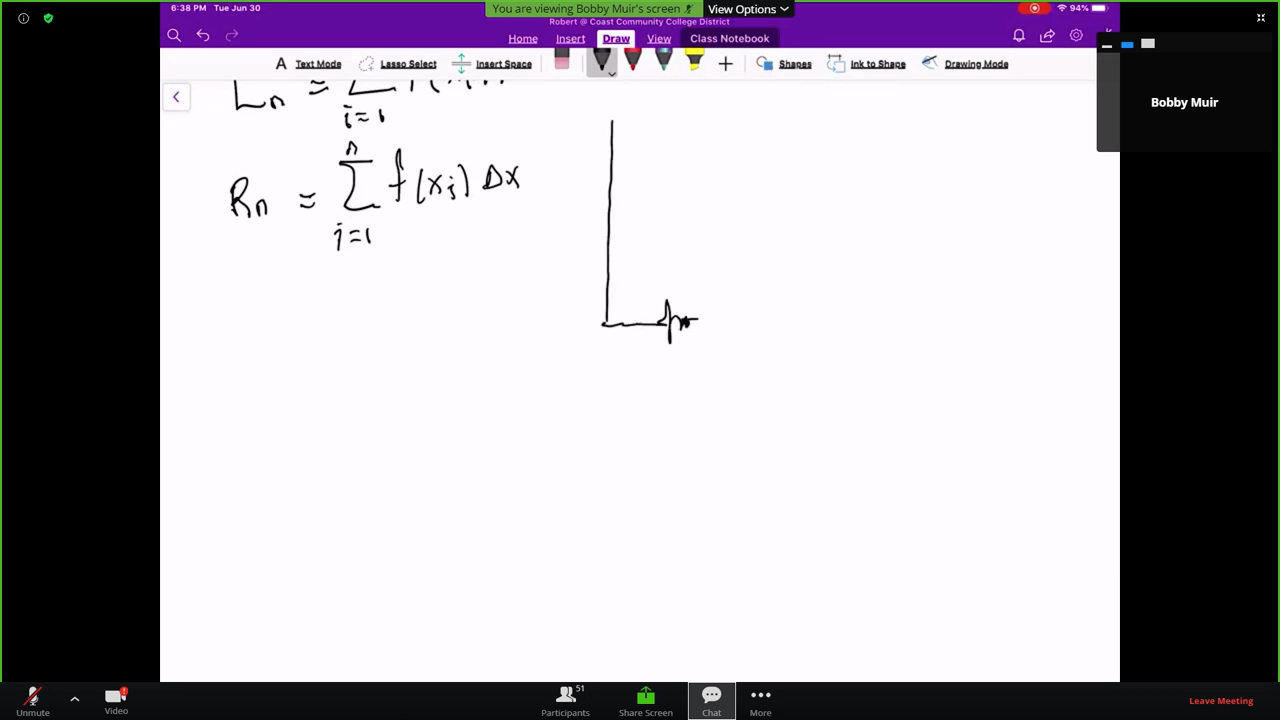 You are viewing Bobby Muir's screen
View Options
6:38 PM Tue Jun 30
94%
Robert @ Coast Community College District
Home
Insert
Draw
View
Class Notebook
Text Mode
Lasso Select
Insert Space
Shapes
Ink to Shape
Drawing Mode
Bobby Muir
Ln =
i=1
n
Rn = Σ f(xi) Δx
i=1
Unmute
Video
51
Participants
Share Screen
Chat
More
Leave Meeting